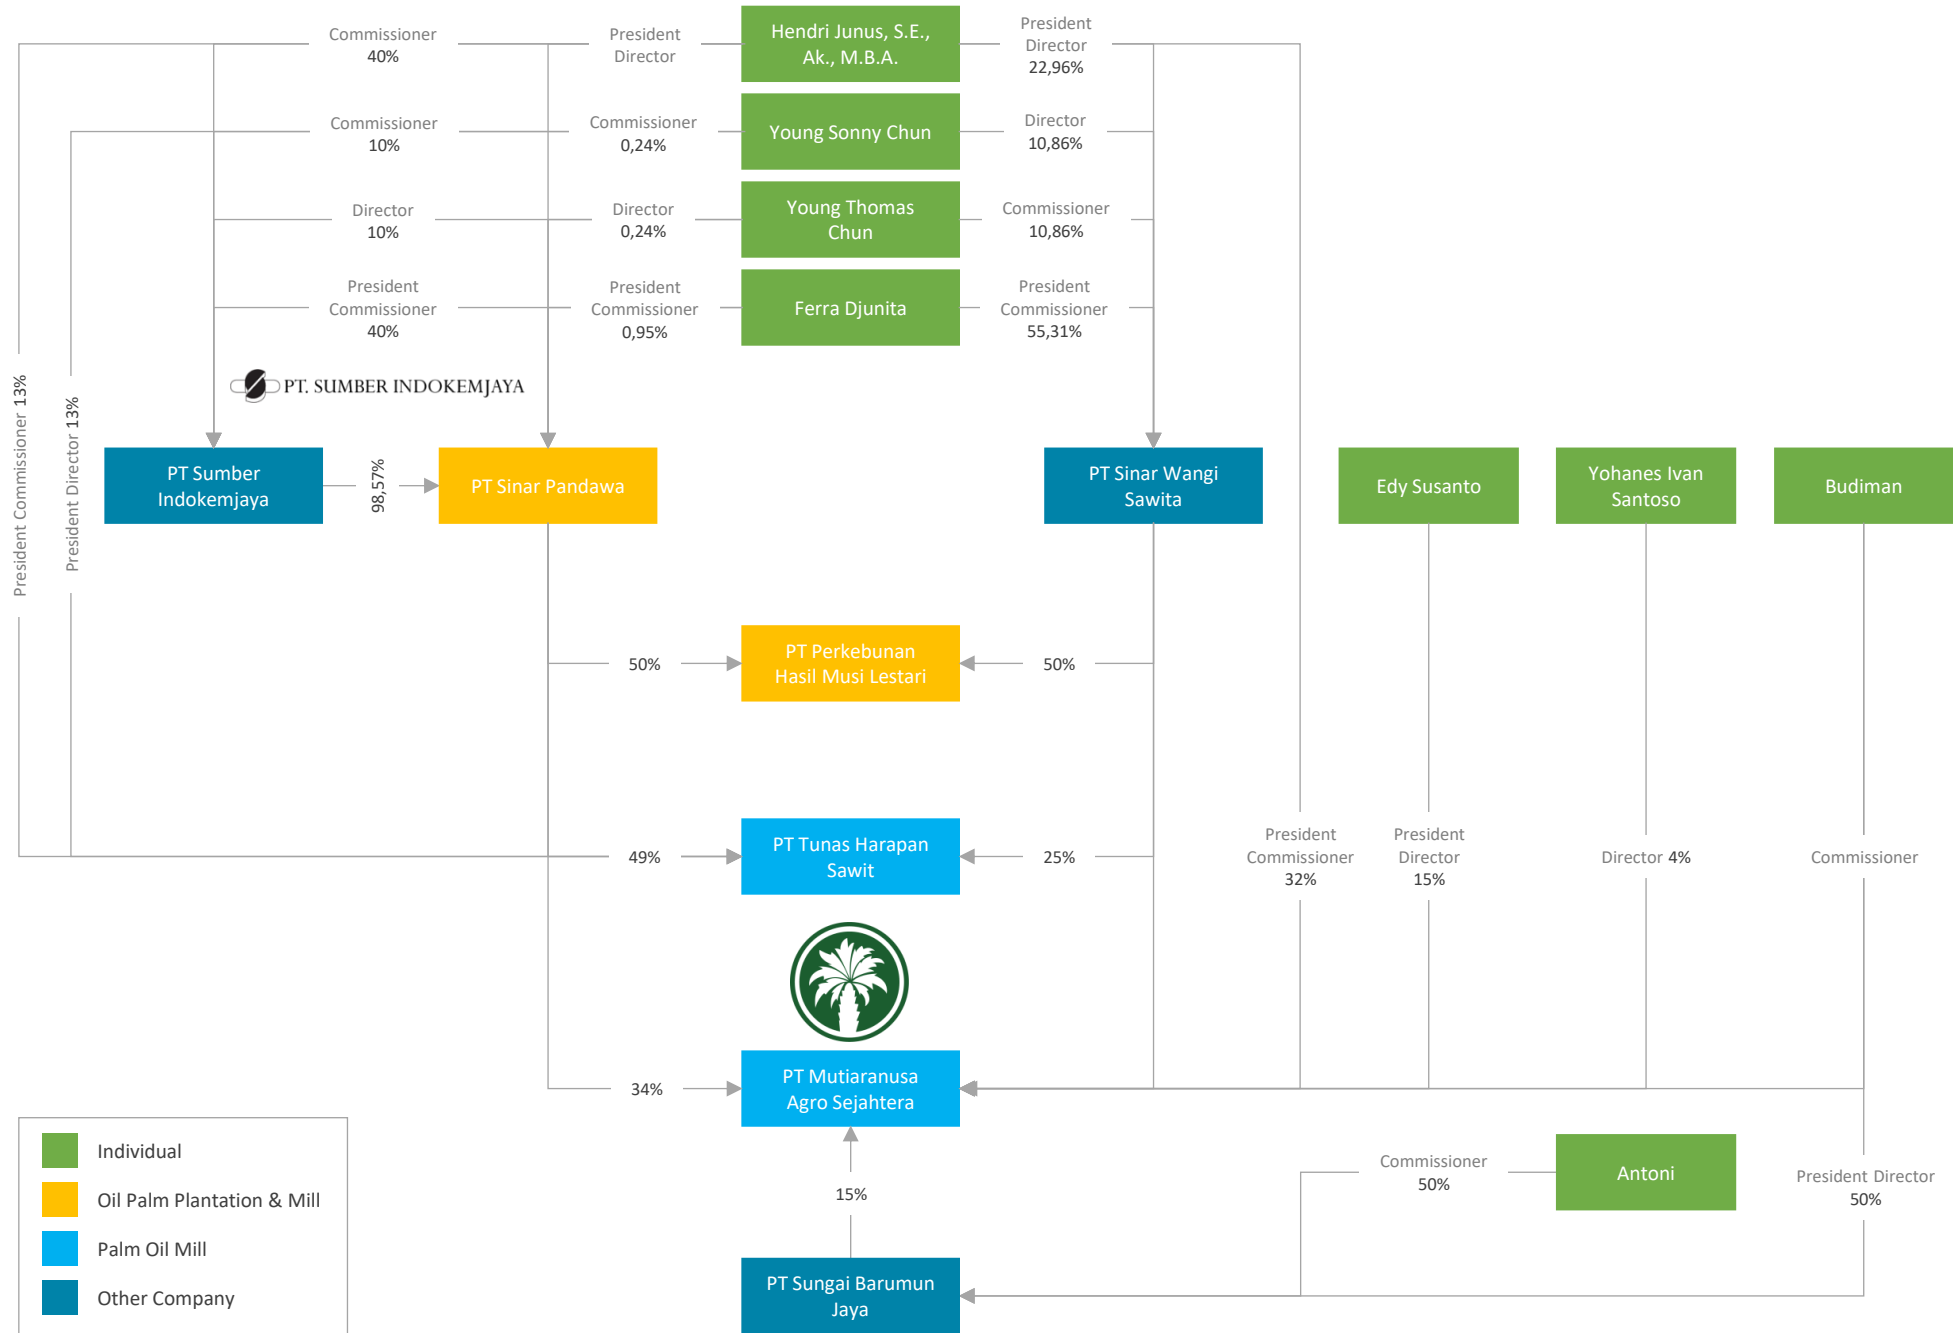 Commissioner
40%
President
Director
Hendri Junus, S.E.,
Ak., M.B.A.
President
Director
22,96%
Commissioner
10%
Commissioner
0,24%
Young Sonny Chun
Director
10,86%
Director
10%
Director
0,24%
Young Thomas
Chun
Commissioner
10,86%
President
Commissioner
40%
President
Commissioner
0,95%
Ferra Djunita
President
Commissioner
55,31%
President Commissioner 13%
President Director 13%
PT. SUMBER INDOKEMJAYA
PT Sumber
Indokemjaya
98,57%
PT Sinar Pandawa
PT Sinar Wangi
Sawita
Edy Susanto
Yohanes Ivan
Santoso
Budiman
50%
PT Perkebunan
Hasil Musi Lestari
50%
49%
PT Tunas Harapan
Sawit
25%
President
Commissioner
32%
President
Director
15%
Director 4%
Commissioner
34%
PT Mutiaranusa
Agro Sejahtera
15%
Commissioner
50%
Antoni
President Director
50%
PT Sungai Barumun
Jaya
Individual
Oil Palm Plantation & Mill
Palm Oil Mill
Other Company